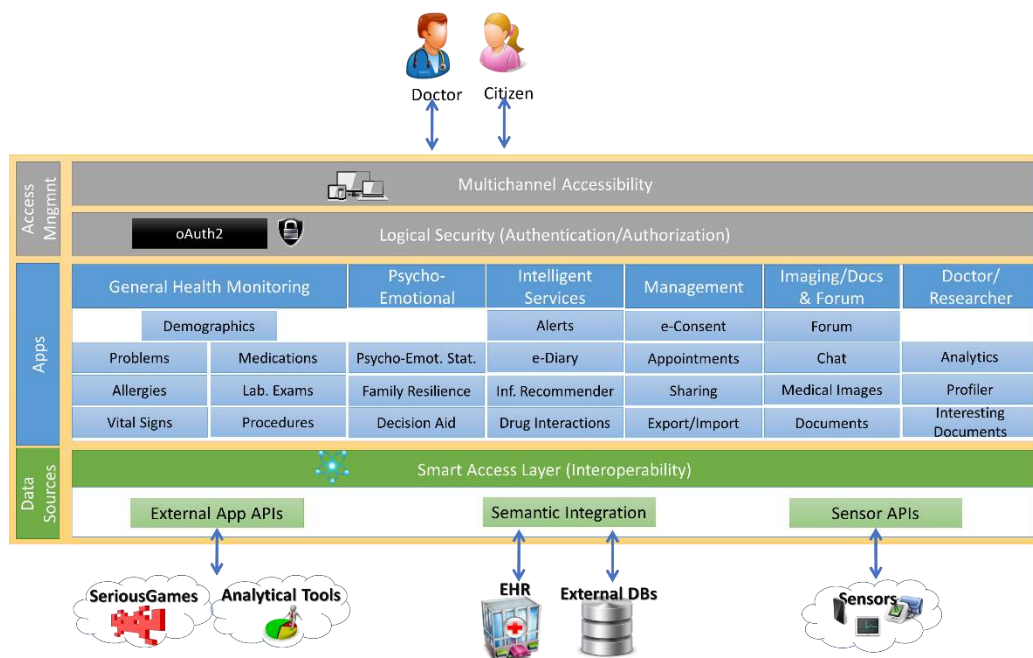 Doctor
Citizen
Access
Mngmnt
Multichannel Accessibility
oAuth2
Logical Security (Authentication/Authorization)
Apps
General Health Monitoring
Psycho-
Emotional
Intelligent
Services
Management
Imaging/Docs
& Forum
Doctor/
Researcher
Demographics
Alerts
e-Consent
Forum
Problems
Medications
Psycho-Emot. Stat.
e-Diary
Appointments
Chat
Analytics
Allergies
Lab. Exams
Family Resilience
Inf. Recommender
Sharing
Medical Images
Profiler
Vital Signs
Procedures
Decision Aid
Drug Interactions
Export/Import
Documents
Interesting
Documents
Data
Sources
Smart Access Layer (Interoperability)
External App APIs
Semantic Integration
Sensor APIs
SeriousGames
Analytical Tools
EHR
External DBs
Sensors